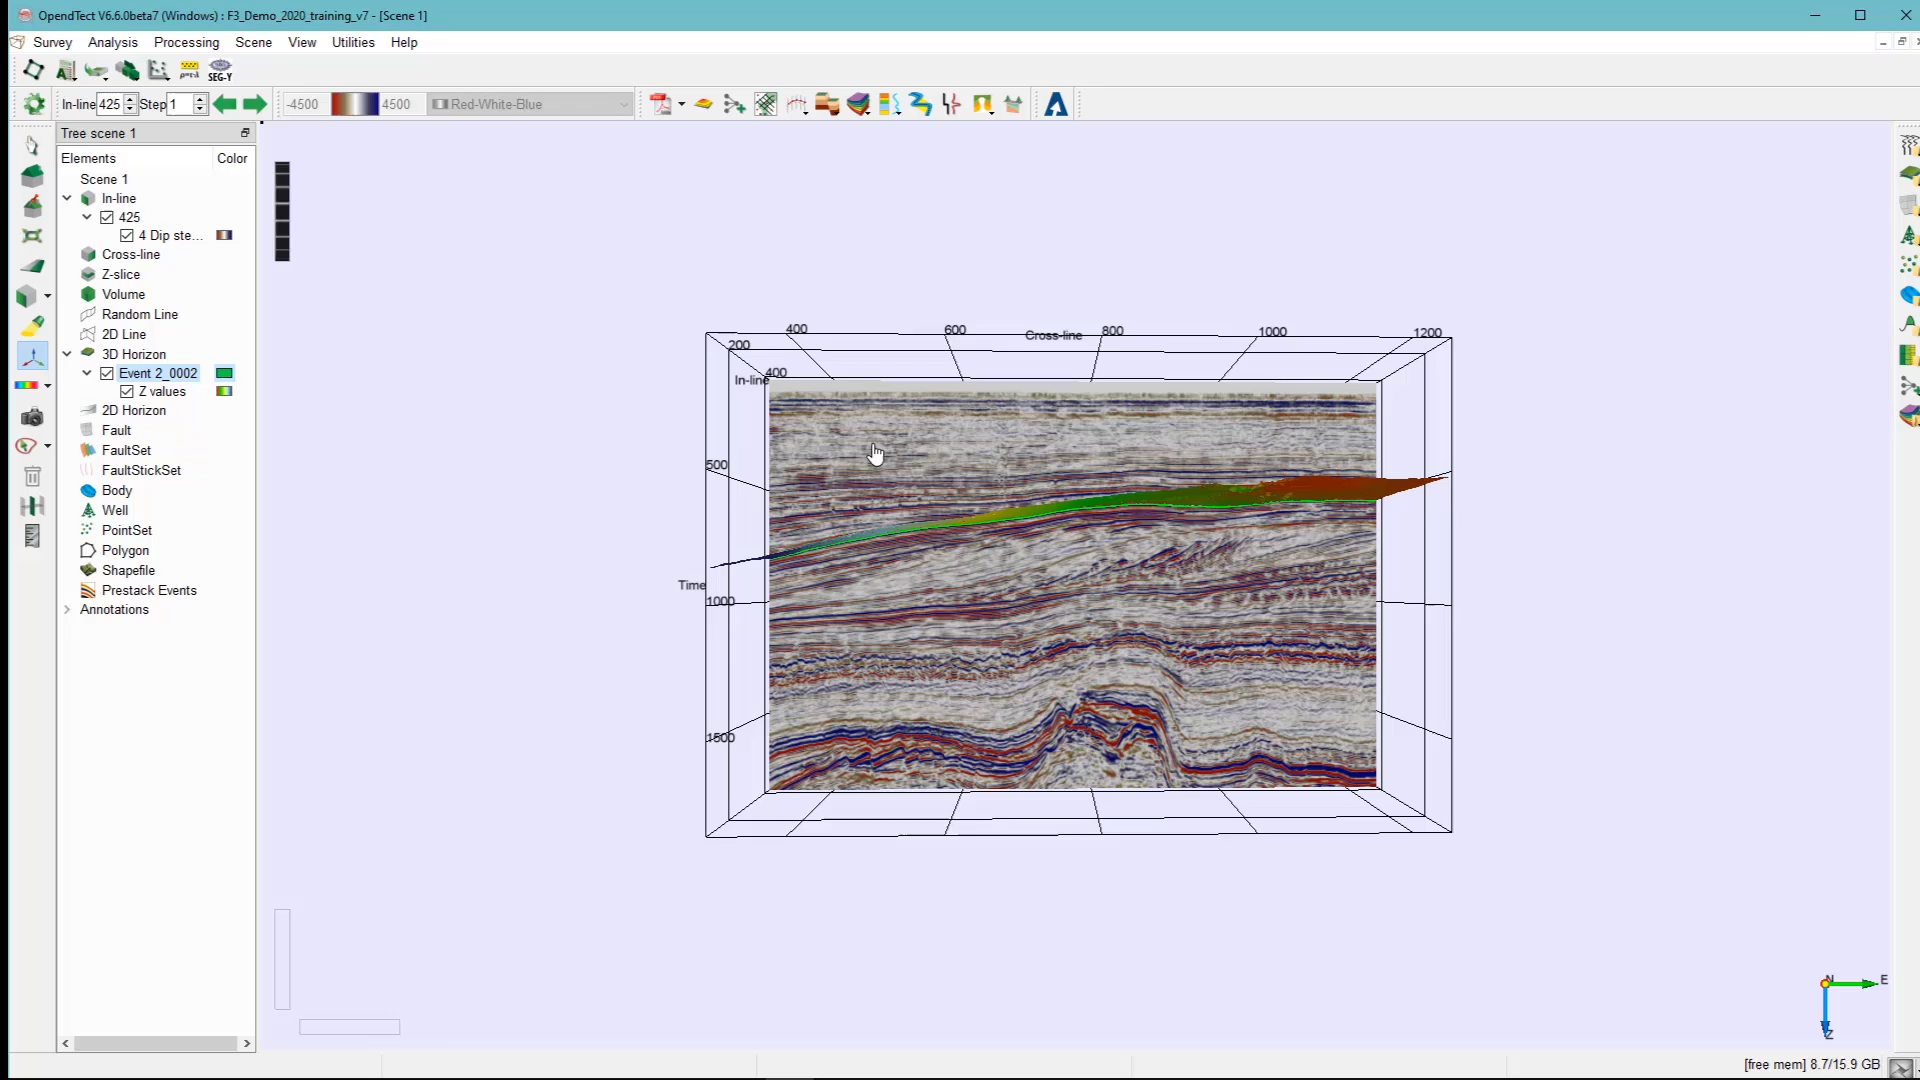 OpendTect V6.6.0beta7 (Windows) : F3_Demo_2020_training_v7 - [Scene 1]
Survey Analysis Processing Scene View Utilities Help
SEG-Y
In-line 425 Step 1 -4500 4500 Red-White-Blue
Tree scene 1
Elements Color
Scene 1
In-line
425
4 Dip ste...
Cross-line
Z-slice
Volume
Random Line
2D Line
3D Horizon
Event 2_0002
Z values
2D Horizon
Fault
FaultSet
FaultStickSet
Body
Well
PointSet
Polygon
Shapefile
Prestack Events
Annotations
400 600 Cross-line 800 1000 1200
200
In-line 400
500
Time
1000
1500
N E
Z
[free mem] 8.7/15.9 GB